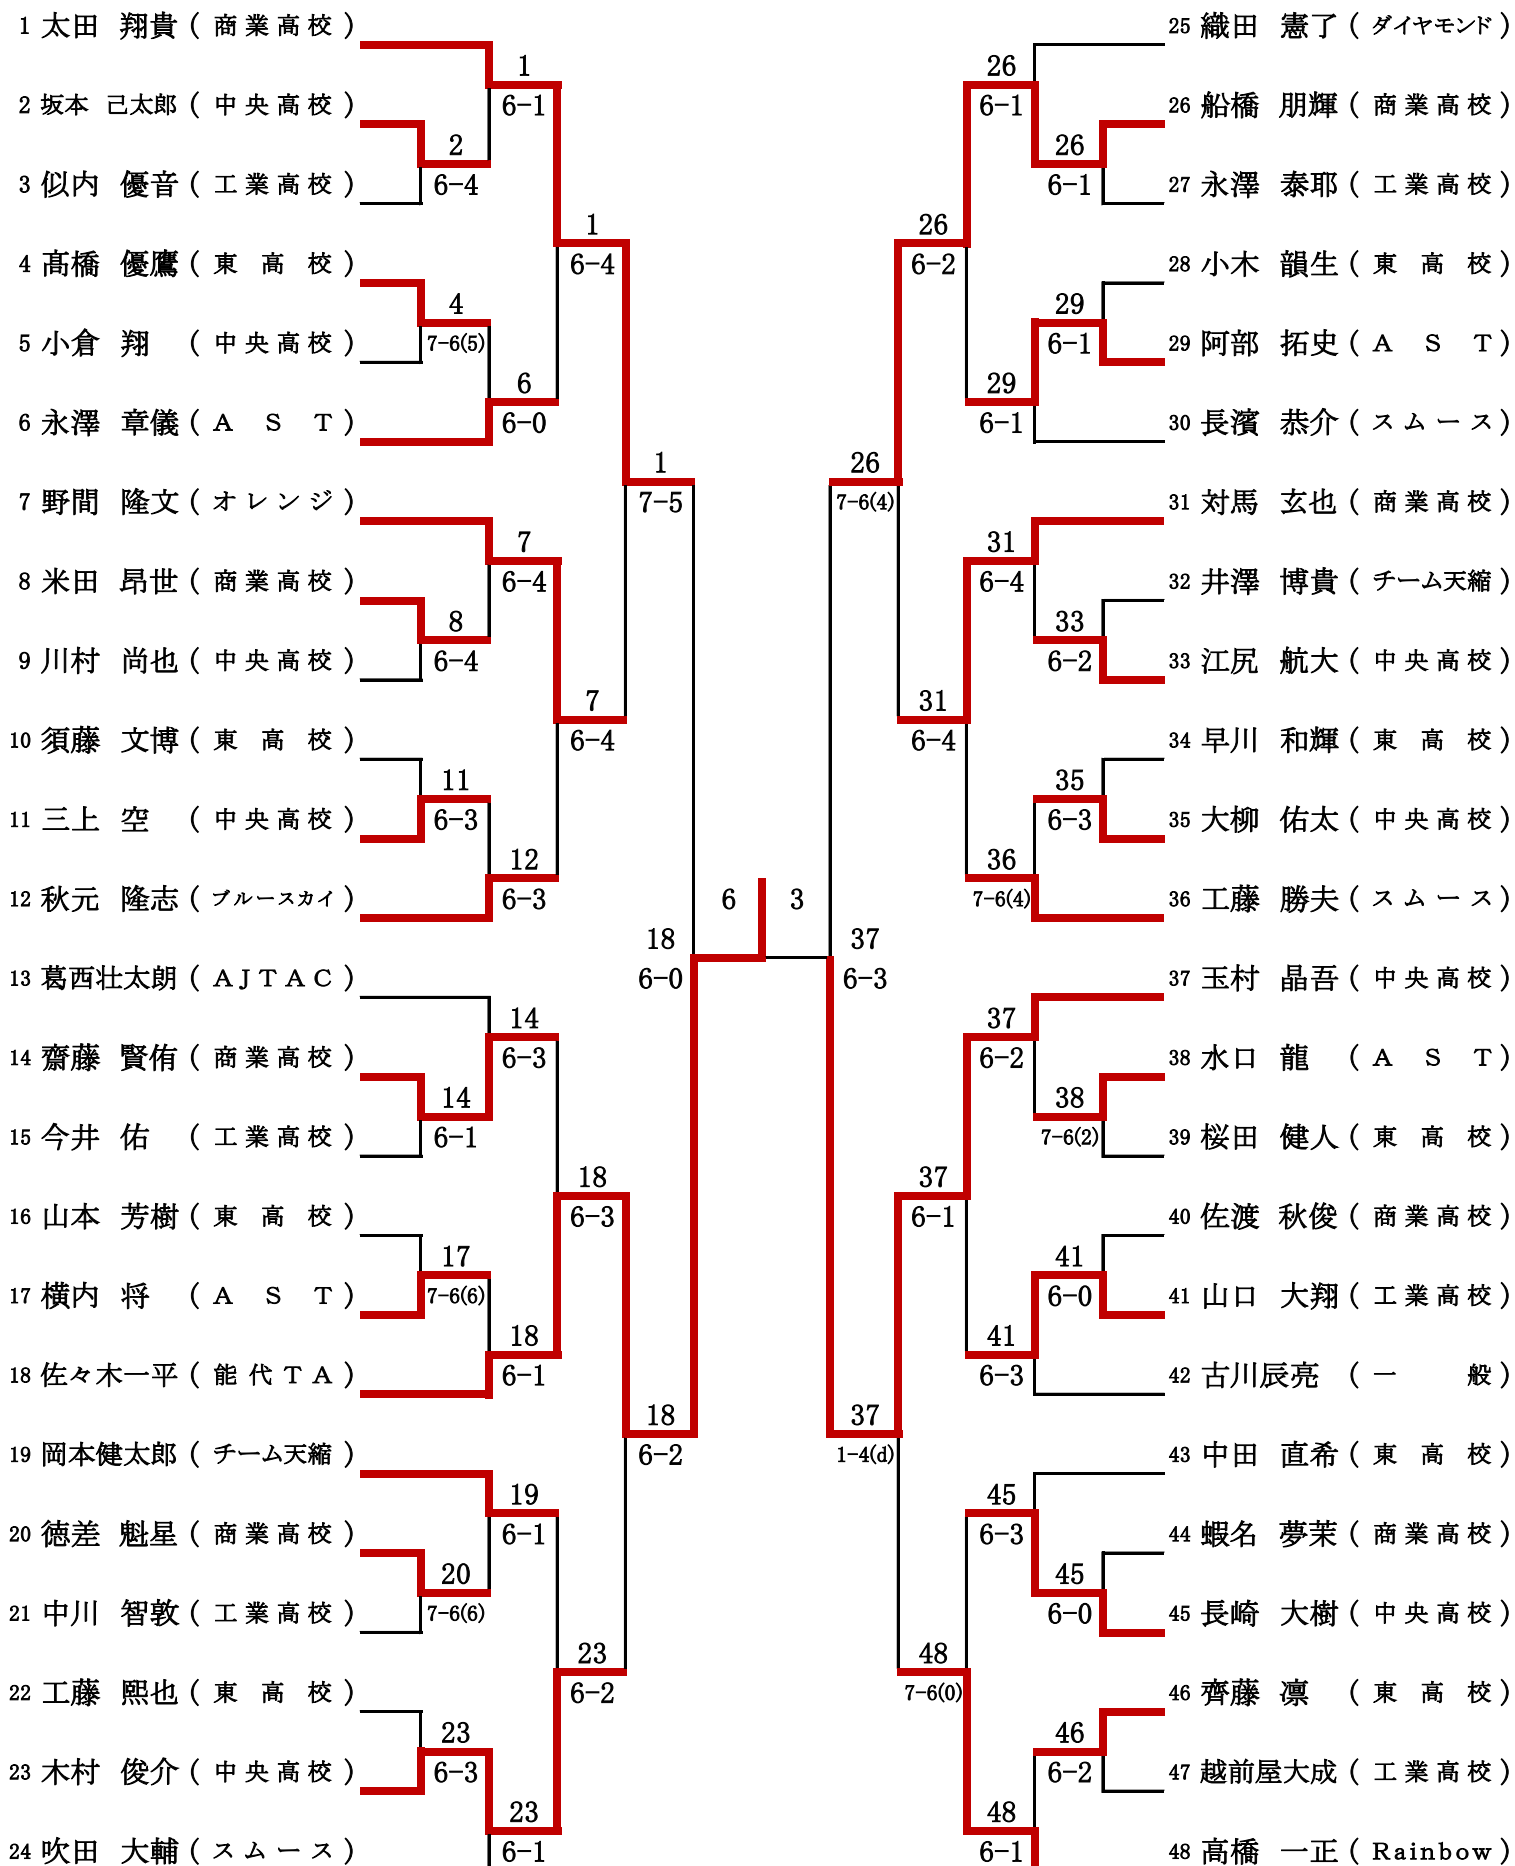 1 太田 翔貴 ( 商業高校 )
2 坂本 己太郎 ( 中央高校 )
3 似内 優音 ( 工業高校 )
4 髙橋 優鷹 ( 東高校 )
5 小倉 翔 ( 中央高校 )
6 永澤 章儀 ( AST )
7 野間 隆文 ( オレンジ )
8 米田 昂世 ( 商業高校 )
9 川村 尚也 ( 中央高校 )
10 須藤 文博 ( 東高校 )
11 三上 空 ( 中央高校 )
12 秋元 隆志 ( ブルースカイ )
13 葛西壮太朗 ( AJTAC )
14 齋藤 賢侑 ( 商業高校 )
15 今井 佑 ( 工業高校 )
16 山本 芳樹 ( 東高校 )
17 横内 将 ( AST )
18 佐々木一平 ( 能代TA )
19 岡本健太郎 ( チーム天縮 )
20 徳差 魁星 ( 商業高校 )
21 中川 智敦 ( 工業高校 )
22 工藤 熙也 ( 東高校 )
23 木村 俊介 ( 中央高校 )
24 吹田 大輔 ( スムース )
2
6-4
4
7-6(5)
8
6-4
11
6-3
14
6-1
17
7-6(6)
20
7-6(6)
23
6-3
1
6-1
6
6-0
7
6-4
12
6-3
14
6-3
18
6-1
19
6-1
23
6-1
1
6-4
7
6-4
18
6-3
23
6-2
1
7-5
18
6-2
18
6-0
6 3
37
6-3
26
7-6(4)
37
1-4(d)
26
6-2
31
6-4
37
6-1
48
7-6(0)
26
6-1
29
6-1
31
6-4
36
7-6(4)
37
6-2
41
6-3
45
6-3
48
6-1
26
6-1
29
6-1
33
6-2
35
6-3
38
7-6(2)
41
6-0
45
6-0
46
6-2
25 織田 憲了 ( ダイヤモンド )
26 船橋 朋輝 ( 商業高校 )
27 永澤 泰耶 ( 工業高校 )
28 小木 韻生 ( 東高校 )
29 阿部 拓史 ( AST )
30 長濱 恭介 ( スムース )
31 対馬 玄也 ( 商業高校 )
32 井澤 博貴 ( チーム天縮 )
33 江尻 航大 ( 中央高校 )
34 早川 和輝 ( 東高校 )
35 大柳 佑太 ( 中央高校 )
36 工藤 勝夫 ( スムース )
37 玉村 晶吾 ( 中央高校 )
38 水口 龍 ( AST )
39 桜田 健人 ( 東高校 )
40 佐渡 秋俊 ( 商業高校 )
41 山口 大翔 ( 工業高校 )
42 古川辰亮 ( 一般 )
43 中田 直希 ( 東高校 )
44 蝦名 夢茉 ( 商業高校 )
45 長崎 大樹 ( 中央高校 )
46 齊藤 凛 ( 東高校 )
47 越前屋大成 ( 工業高校 )
48 高橋 一正 ( Rainbow )